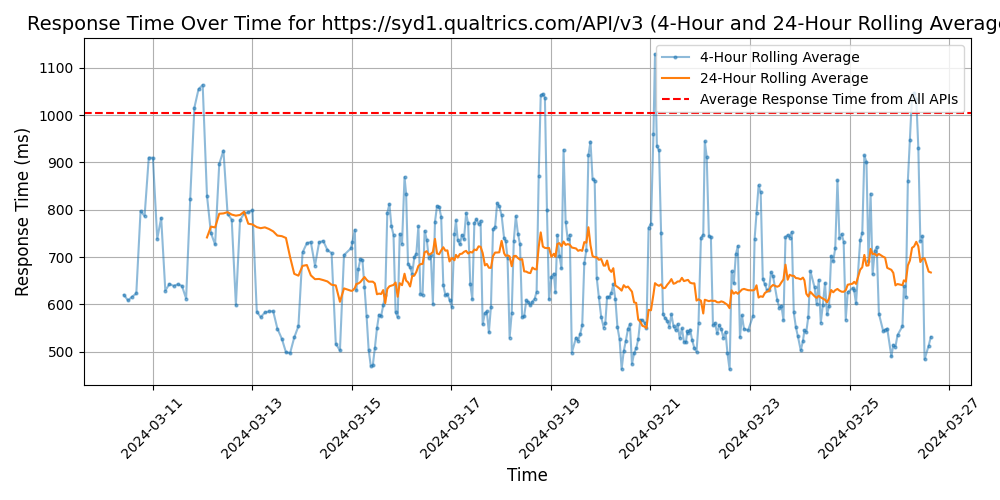 Response Time Over Time for https://syd1.qualtrics.com/API/v3 (4-Hour and 24-Hour Rolling Average
4-Hour Rolling Average
24-Hour Rolling Average
Average Response Time from All APIs
Response Time (ms)
1100
1000
900
800
700
600
500
2024-03-11
2024-03-13
2024-03-15
2024-03-17
2024-03-19
2024-03-21
2024-03-23
2024-03-25
2024-03-27
Time